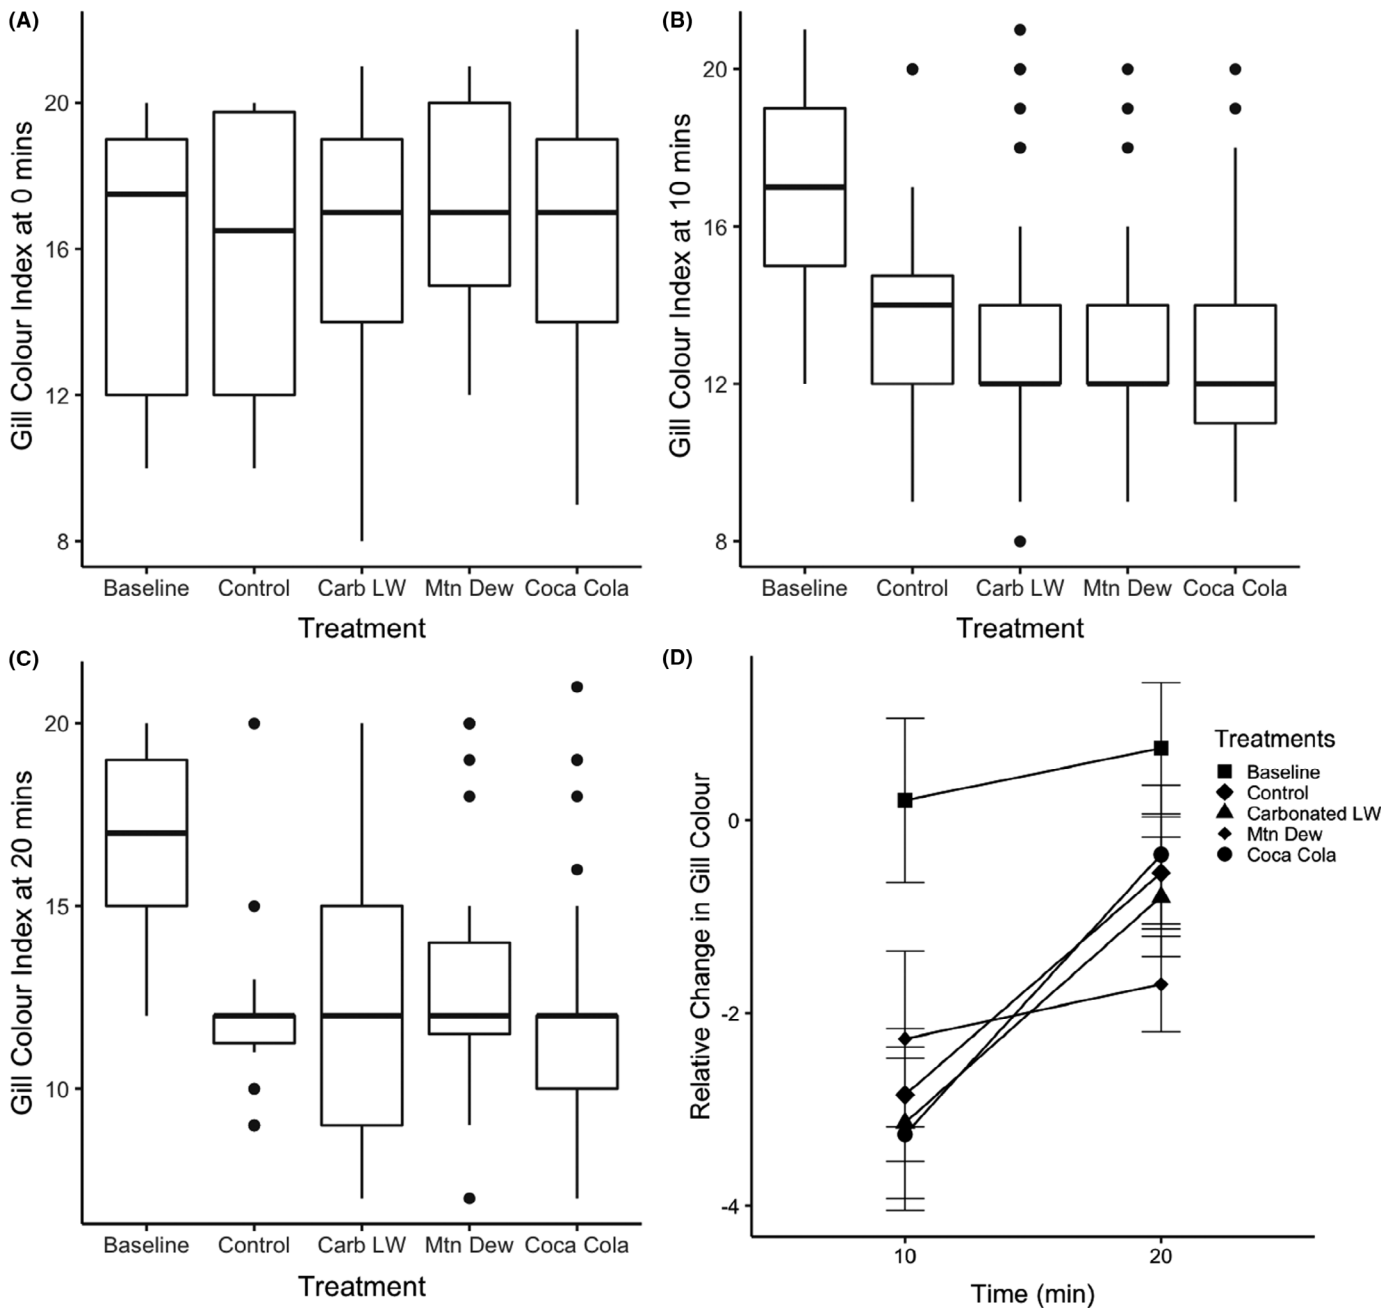 (A)
Gill Colour Index at 0 mins
20
16
12
8
Baseline Control Carb LW Mtn Dew Coca Cola
Treatment
(B)
Gill Colour Index at 10 mins
20
16
12
8
Baseline Control Carb LW Mtn Dew Coca Cola
Treatment
(C)
Gill Colour Index at 20 mins
20
15
10
Baseline Control Carb LW Mtn Dew Coca Cola
Treatment
(D)
Relative Change in Gill Colour
0
-2
-4
10 20
Time (min)
Treatments
Baseline
Control
Carbonated LW
Mtn Dew
Coca Cola